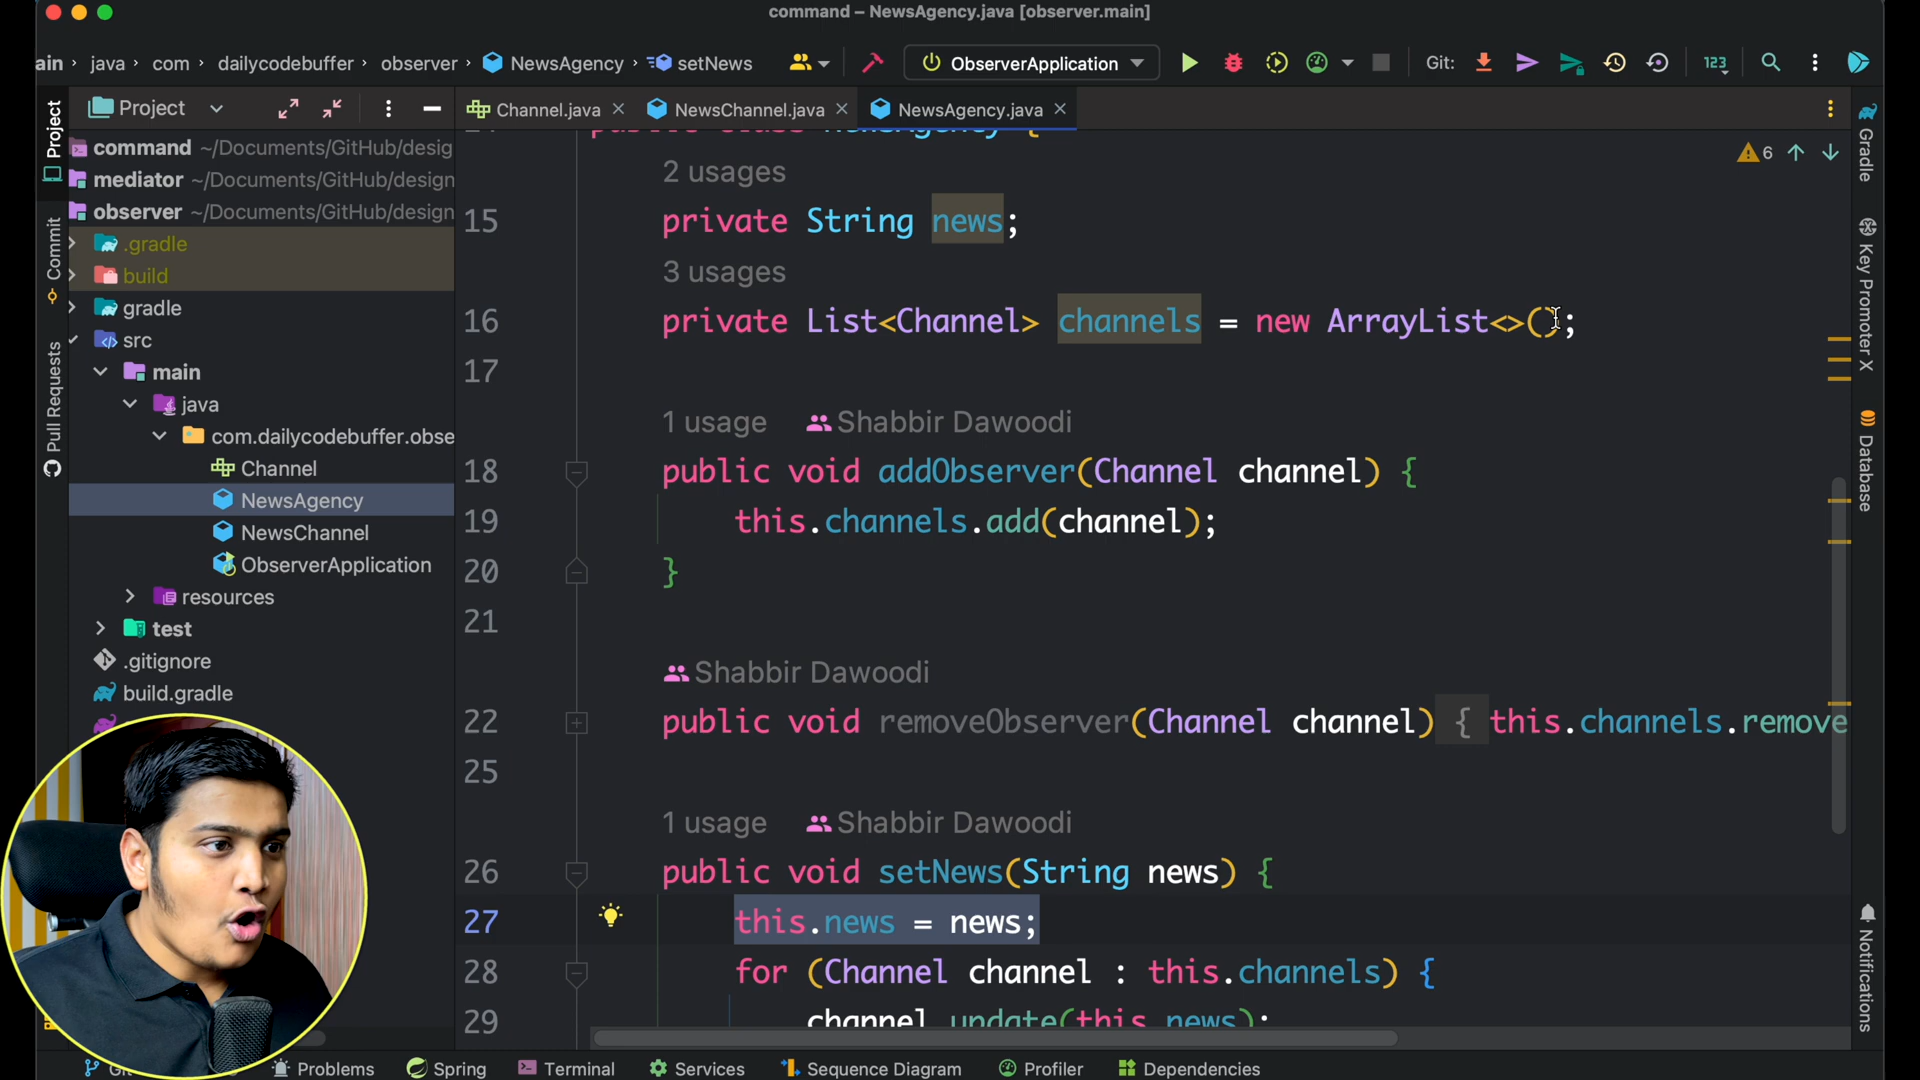 command – NewsAgency.java [observer.main]
ain › java › com › dailycodebuffer › observer › NewsAgency › setNews
ObserverApplication
Git:
123
Project
Channel.java
NewsChannel.java
NewsAgency.java
Project
Commit
Pull Requests
command ~/Documents/GitHub/design
mediator ~/Documents/GitHub/design
observer ~/Documents/GitHub/design
.gradle
build
gradle
src
main
java
com.dailycodebuffer.obse
Channel
NewsAgency
NewsChannel
ObserverApplication
resources
test
.gitignore
build.gradle
public class NewsAgency {
6
2 usages
15 private String news;
3 usages
16 private List<Channel> channels = new ArrayList<>();
17
1 usage Shabbir Dawoodi
18 public void addObserver(Channel channel) {
19 this.channels.add(channel);
20 }
21
Shabbir Dawoodi
22 public void removeObserver(Channel channel) { this.channels.remove
25
1 usage Shabbir Dawoodi
26 public void setNews(String news) {
27 this.news = news;
28 for (Channel channel : this.channels) {
29 channel.update(this.news);
Gradle
Key Promoter X
Database
Notifications
Problems
Spring
Terminal
Services
Sequence Diagram
Profiler
Dependencies